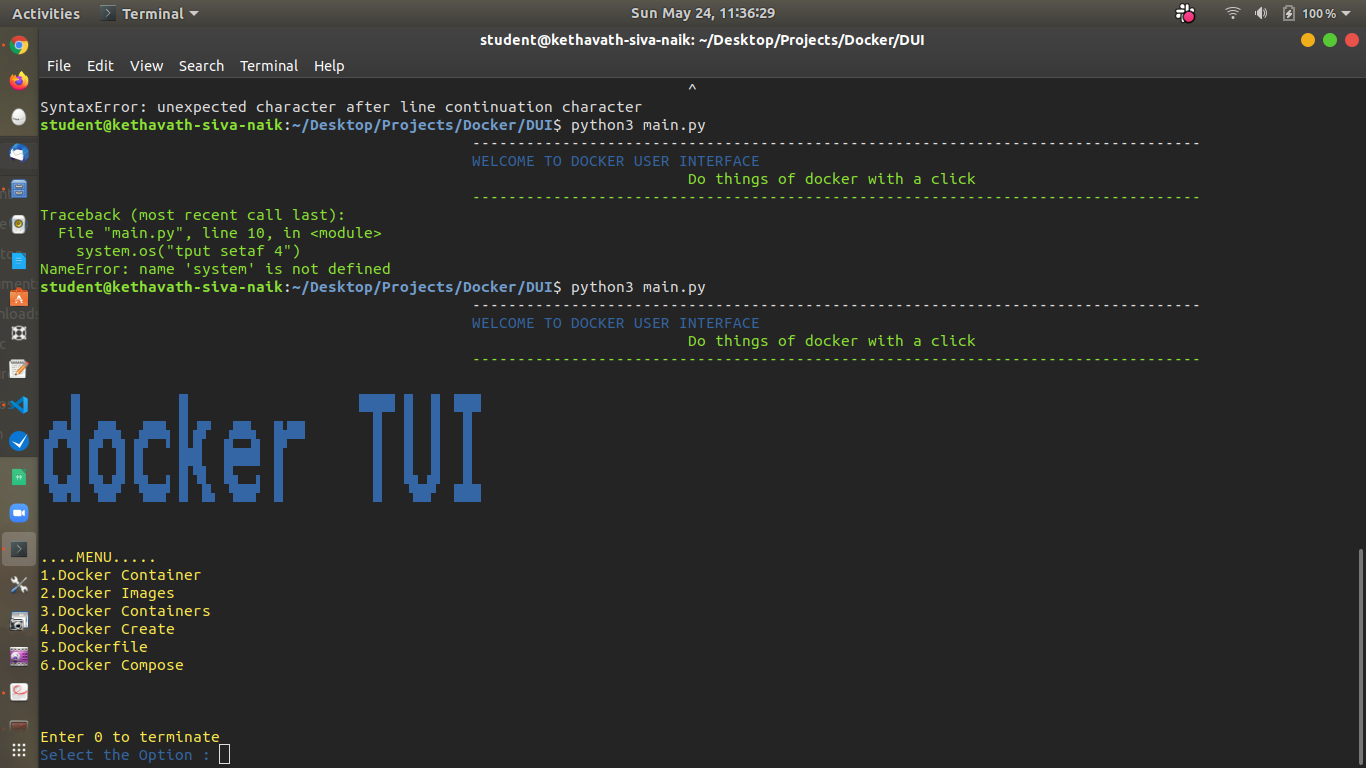 Activities Terminal Sun May 24, 11:36:29 100%
student@kethavath-siva-naik: ~/Desktop/Projects/Docker/DUI
File Edit View Search Terminal Help
^
SyntaxError: unexpected character after line continuation character
student@kethavath-siva-naik:~/Desktop/Projects/Docker/DUI$ python3 main.py
---------------------------------------------------------------------------------
WELCOME TO DOCKER USER INTERFACE
Do things of docker with a click
---------------------------------------------------------------------------------
Traceback (most recent call last):
File "main.py", line 10, in <module>
system.os("tput setaf 4")
NameError: name 'system' is not defined
student@kethavath-siva-naik:~/Desktop/Projects/Docker/DUI$ python3 main.py
---------------------------------------------------------------------------------
WELCOME TO DOCKER USER INTERFACE
Do things of docker with a click
---------------------------------------------------------------------------------
docker TUI
....MENU.....
1.Docker Container
2.Docker Images
3.Docker Containers
4.Docker Create
5.Dockerfile
6.Docker Compose
Enter 0 to terminate
Select the Option :